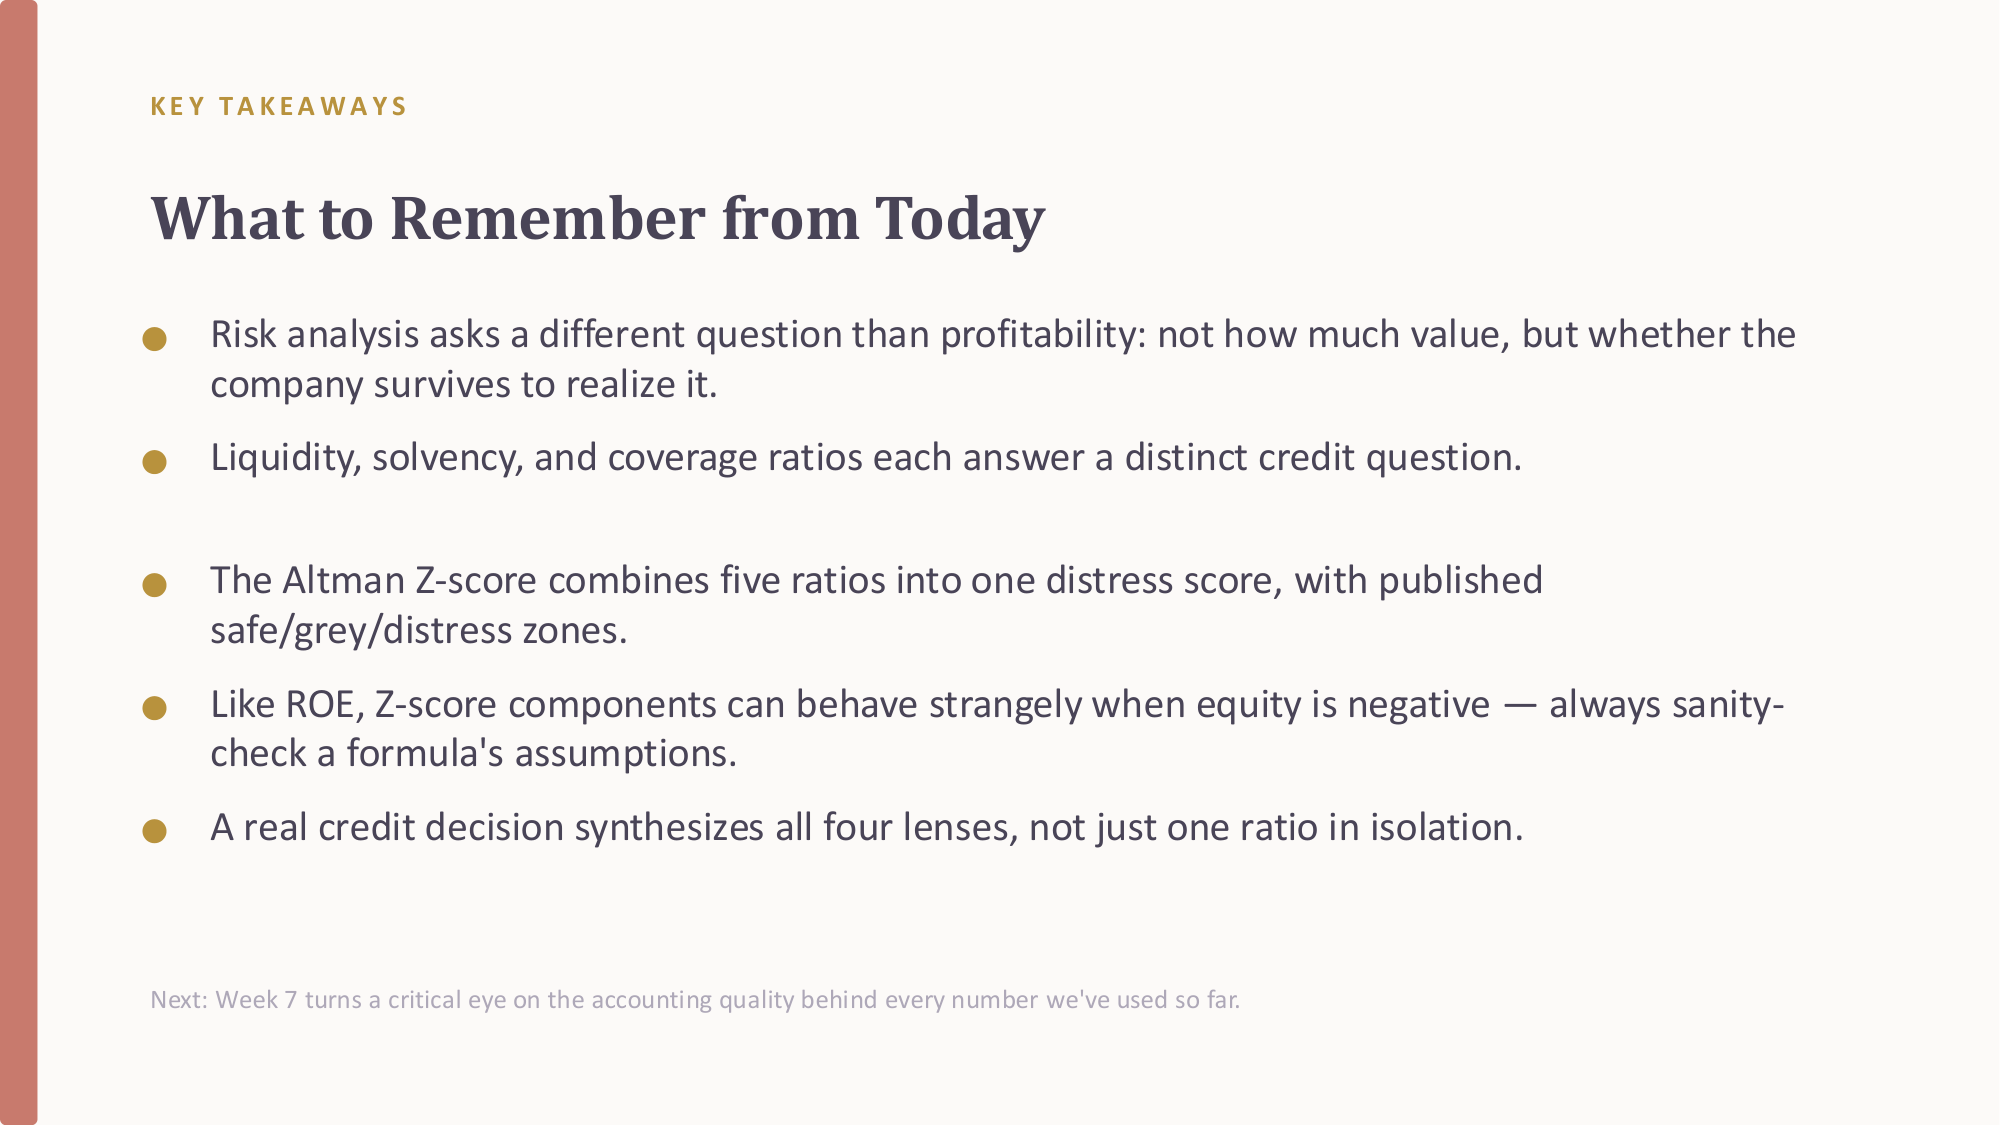 KEY TAKEAWAYS
What to Remember from Today
Risk analysis asks a different question than profitability: not how much value, but whether the
company survives to realize it.
Liquidity, solvency, and coverage ratios each answer a distinct credit question.
The Altman Z-score combines five ratios into one distress score, with published
safe/grey/distress zones.
Like ROE, Z-score components can behave strangely when equity is negative — always sanity-
check a formula's assumptions.
A real credit decision synthesizes all four lenses, not just one ratio in isolation.
Next: Week 7 turns a critical eye on the accounting quality behind every number we've used so far.